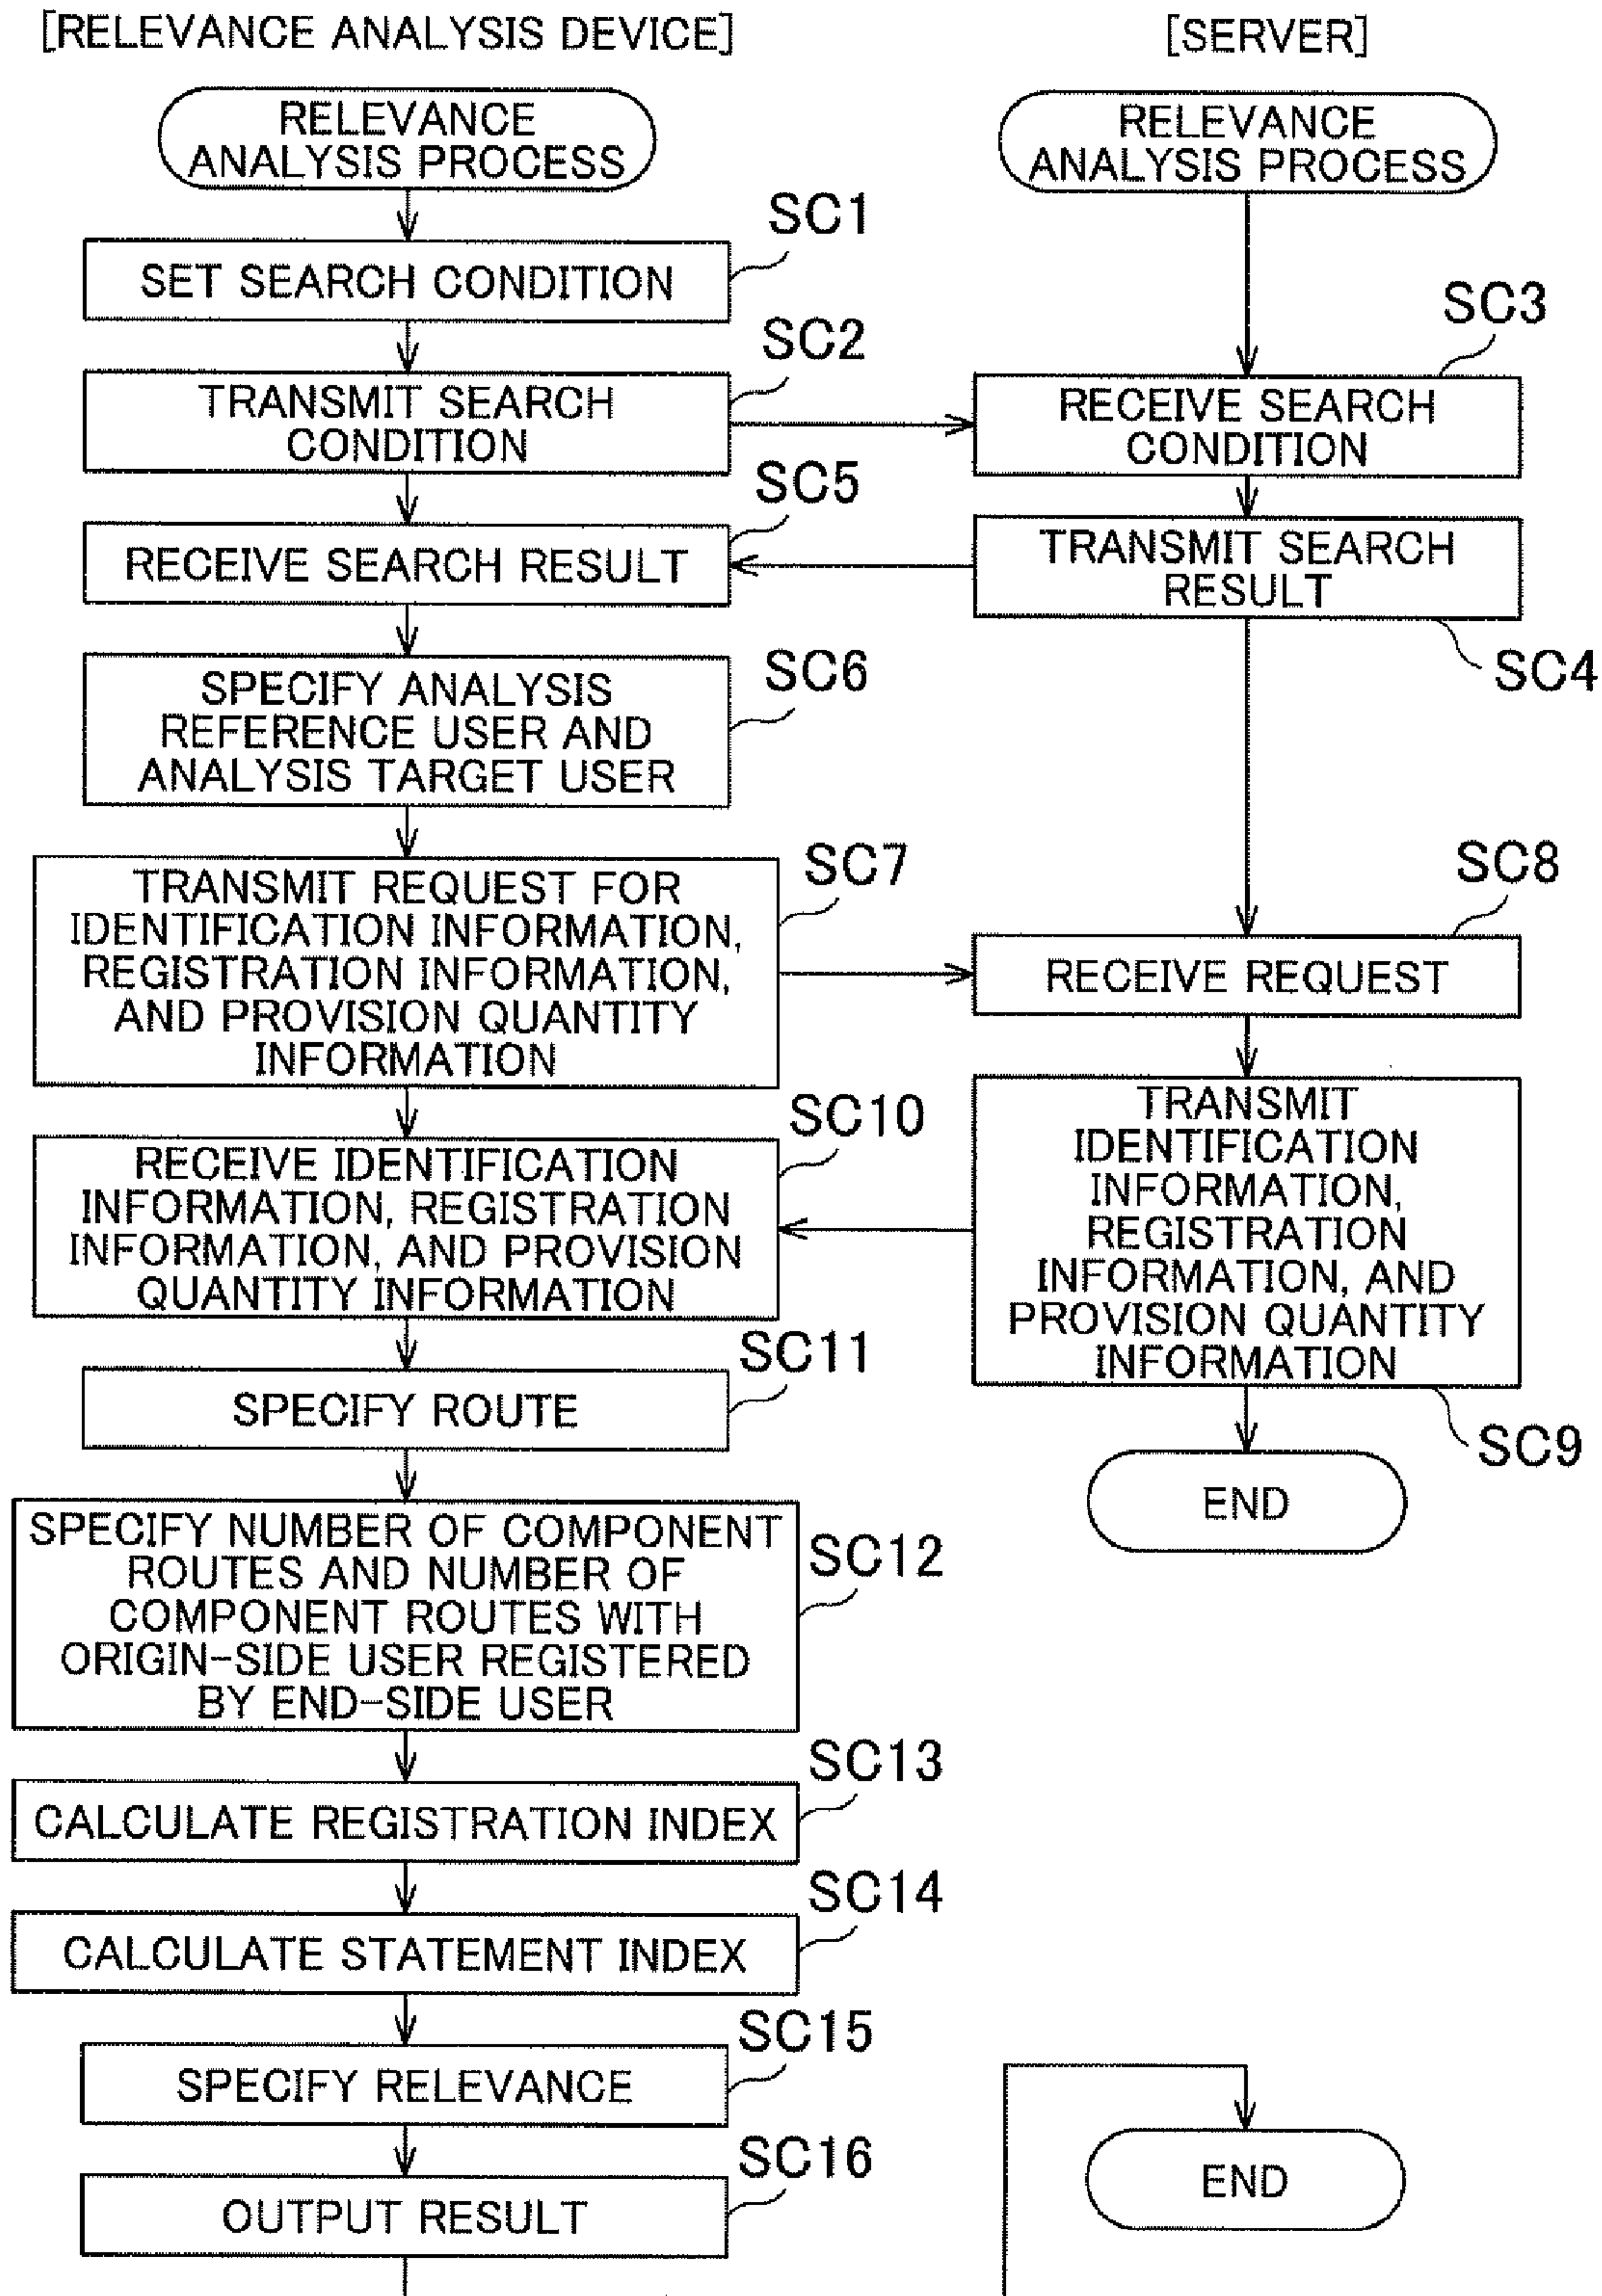 [RELEVANCE ANALYSIS DEVICE]
[SERVER]
RELEVANCE
ANALYSIS PROCESS
RELEVANCE
ANALYSIS PROCESS
SC1
SET SEARCH CONDITION
SC2
TRANSMIT SEARCH
CONDITION
SC3
RECEIVE SEARCH
CONDITION
SC5
RECEIVE SEARCH RESULT
TRANSMIT SEARCH
RESULT
SC4
SC6
SPECIFY ANALYSIS
REFERENCE USER AND
ANALYSIS TARGET USER
SC7
TRANSMIT REQUEST FOR
IDENTIFICATION INFORMATION,
REGISTRATION INFORMATION,
AND PROVISION QUANTITY
INFORMATION
SC8
RECEIVE REQUEST
SC10
RECEIVE IDENTIFICATION
INFORMATION, REGISTRATION
INFORMATION, AND PROVISION
QUANTITY INFORMATION
TRANSMIT
IDENTIFICATION
INFORMATION,
REGISTRATION
INFORMATION, AND
PROVISION QUANTITY
INFORMATION
SC9
END
SC11
SPECIFY ROUTE
SC12
SPECIFY NUMBER OF COMPONENT
ROUTES AND NUMBER OF
COMPONENT ROUTES WITH
ORIGIN-SIDE USER REGISTERED
BY END-SIDE USER
SC13
CALCULATE REGISTRATION INDEX
SC14
CALCULATE STATEMENT INDEX
SC15
SPECIFY RELEVANCE
SC16
OUTPUT RESULT
END